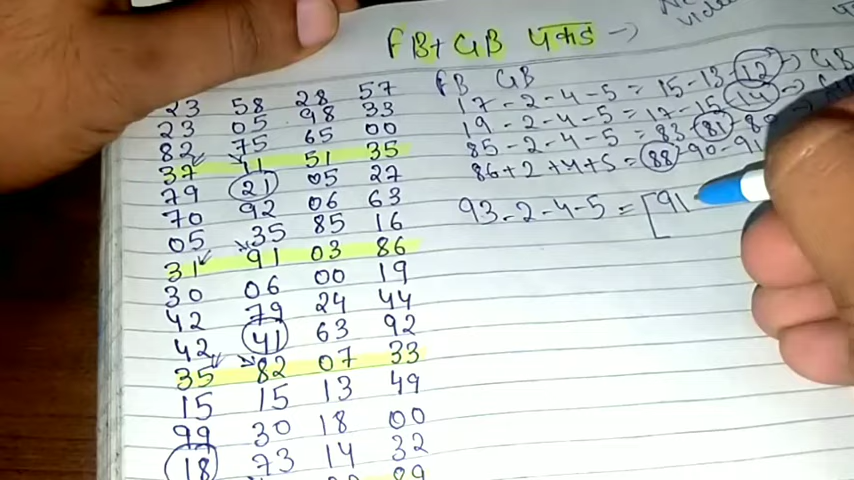 FB+ GB पकड →
FB GB
17-2-4-5 = 15-13-12 → GB
19-2-4-5 = 17-15 14 →
85-2-4-5 = 83-81-8
86+2+4+5 = 88-90-91
93-2-4-5 = [91
23 58 28 57
23 05 98 33
82 75 65 00
37 11 51 35
79 21 05 27
70 92 06 63
05 35 85 16
31 91 03 86
30 06 00 19
42 79 24 44
42 41 63 92
35 82 07 33
15 15 13 49
99 30 18 00
18 73 14 32
89